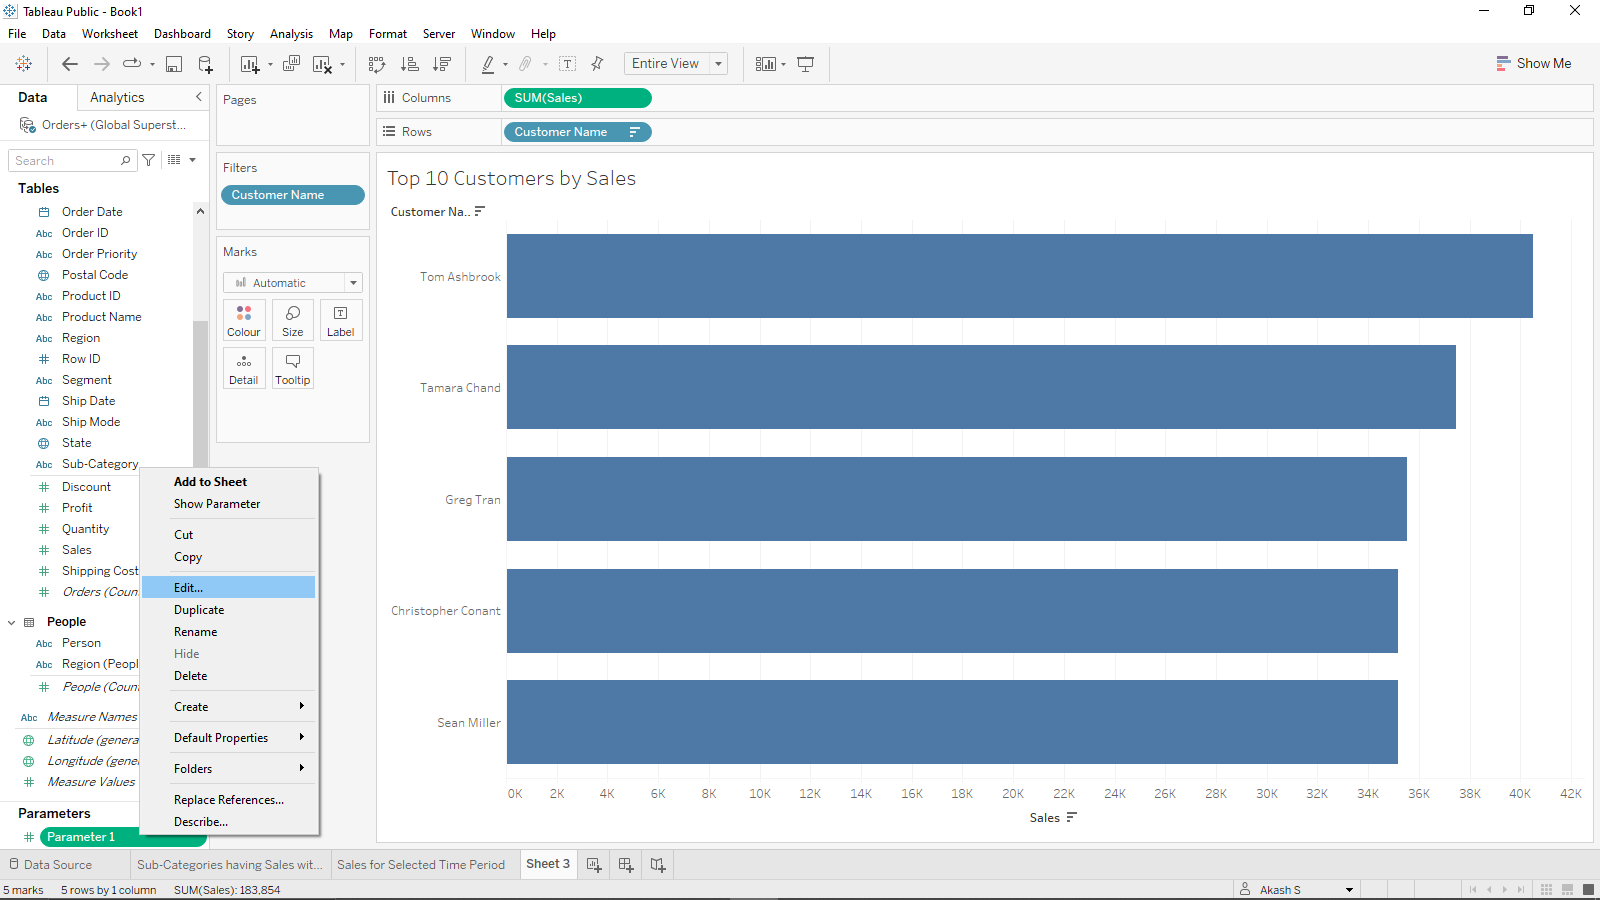 Tableau Public - Book1
File Data Worksheet Dashboard Story Analysis Map Format Server Window Help
Entire View
Show Me
Data Analytics
Orders+ (Global Superst...
Search
Tables
Order Date
Abc Order ID
Abc Order Priority
Postal Code
Abc Product ID
Abc Product Name
Abc Region
# Row ID
Abc Segment
Ship Date
Abc Ship Mode
State
Abc Sub-Category
# Discount
# Profit
# Quantity
# Sales
# Shipping Cost
# Orders (Coun
People
Abc Person
Abc Region (Peopl
# People (Coun
Abc Measure Names
Latitude (genera
Longitude (gene
# Measure Values
Parameters
# Parameter 1
Add to Sheet
Show Parameter
Cut
Copy
Edit...
Duplicate
Rename
Hide
Delete
Create
Default Properties
Folders
Replace References...
Describe...
Pages
Filters
Customer Name
Marks
Automatic
Colour Size Label
Detail Tooltip
Columns SUM(Sales)
Rows Customer Name
Top 10 Customers by Sales
Customer Na..
Tom Ashbrook
Tamara Chand
Greg Tran
Christopher Conant
Sean Miller
0K 2K 4K 6K 8K 10K 12K 14K 16K 18K 20K 22K 24K 26K 28K 30K 32K 34K 36K 38K 40K 42K
Sales
Data Source Sub-Categories having Sales wit... Sales for Selected Time Period Sheet 3
5 marks 5 rows by 1 column SUM(Sales): 183,854 Akash S